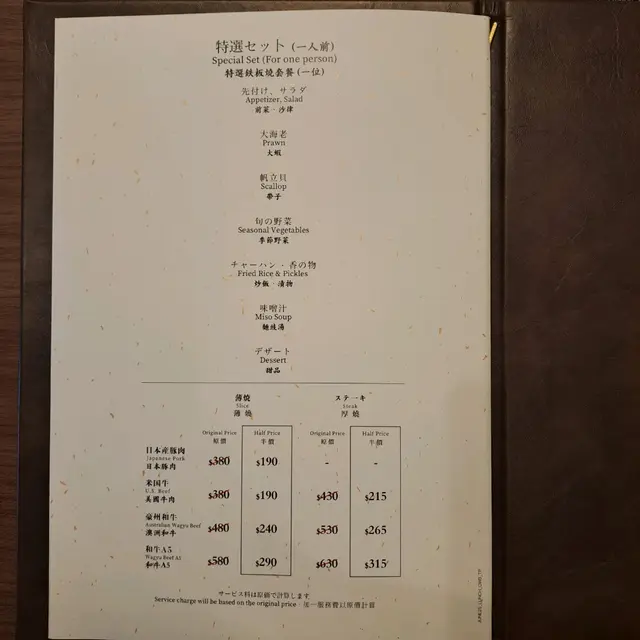 特選セット (一人前)
Special Set (For one person)
特選鉄板燒套餐 (一位)
先付け、サラダ
Appetizer, Salad
前菜·沙律
大海老
Prawn
大蝦
帆立貝
Scallop
帶子
旬の野菜
Seasonal Vegetables
季節野菜
チャーハン·香の物
Fried Rice & Pickles
炒飯·漬物
味噌汁
Miso Soup
麵豉湯
デザート
Dessert
甜品
薄焼 ステーキ
Slice Steak
薄燒 厚燒
Original Price Half Price Original Price Half Price
原價 半價 原價 半價
日本産豚肉
Japanese Pork
日本豚肉 $380 $190 - -
米国牛
U.S. Beef
美國牛肉 $380 $190 $430 $215
豪州和牛
Australian Wagyu Beef
澳洲和牛 $480 $240 $530 $265
和牛A5
Wagyu Beef A5
和牛A5 $580 $290 $630 $315
サービス料は原価で計算します
Service charge will be based on the original price · 加一服務費以原價計算